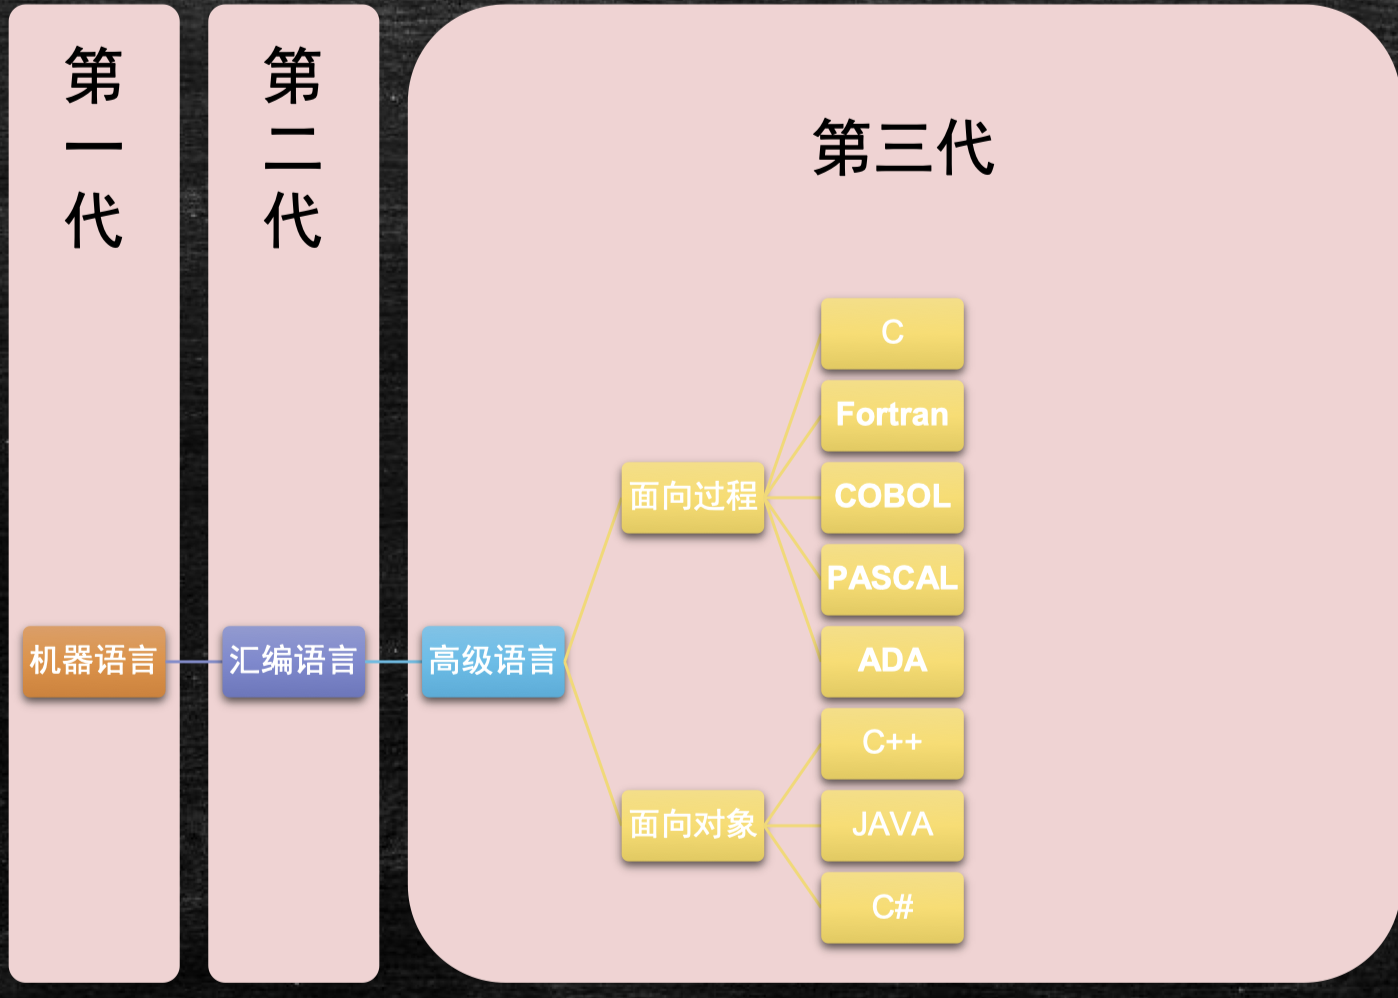 第一代
第二代
第三代
机器语言
汇编语言
高级语言
面向过程
C
Fortran
COBOL
PASCAL
ADA
面向对象
C++
JAVA
C#